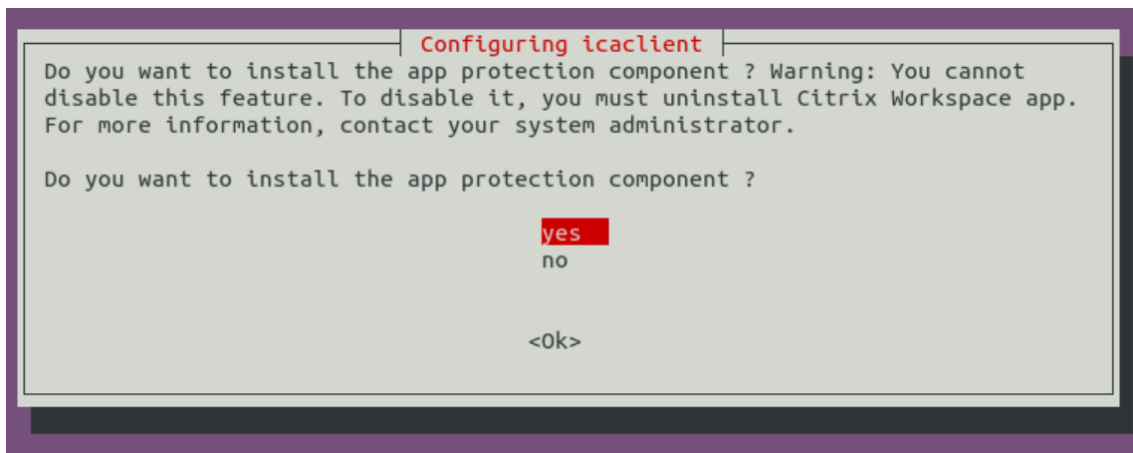 Configuring icaclient
Do you want to install the app protection component ? Warning: You cannot
disable this feature. To disable it, you must uninstall Citrix Workspace app.
For more information, contact your system administrator.
Do you want to install the app protection component ?
yes
no
<Ok>